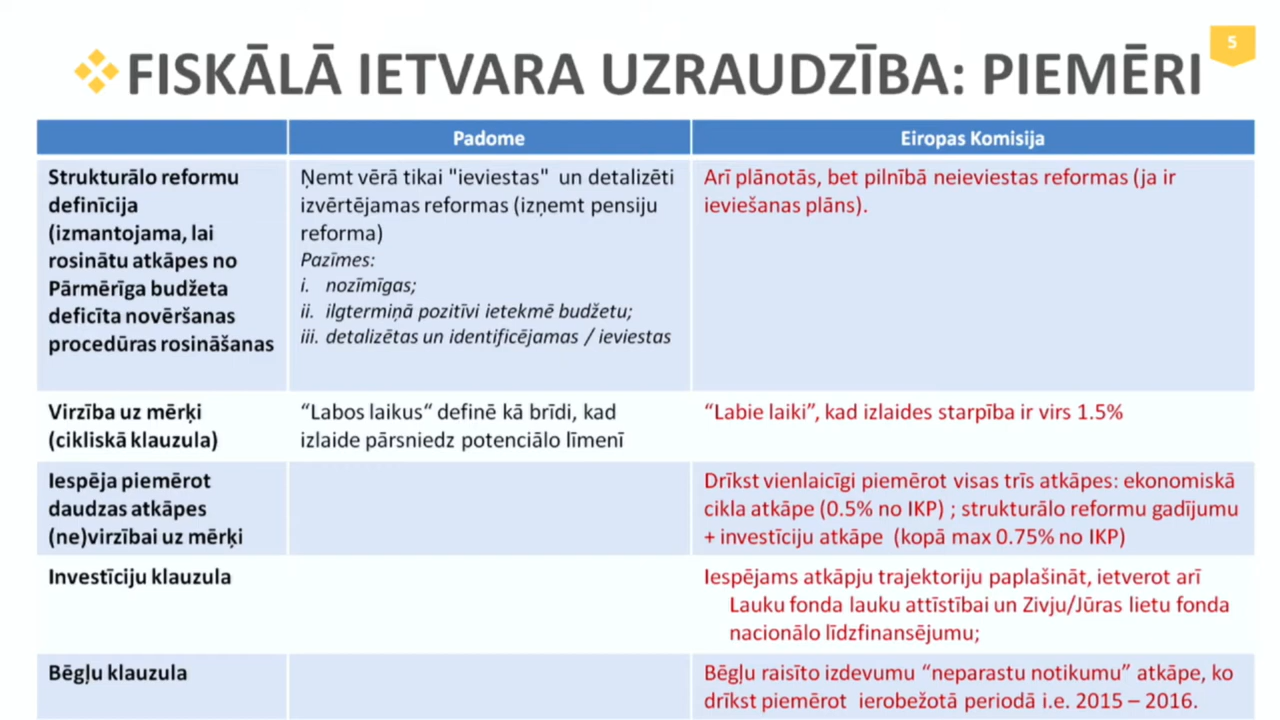 5
FISKĀLĀ IETVARA UZRAUDZĪBA: PIEMĒRI
Padome
Eiropas Komisija
Strukturālo reformu
definīcija
(izmantojama, lai
rosinātu atkāpes no
Pārmērīga budžeta
deficīta novēršanas
procedūras rosināšanas
Ņemt vērā tikai "ieviestas" un detalizēti
izvērtējamas reformas (izņemt pensiju
reforma)
Pazīmes:
i. nozīmīgas;
ii. ilgtermiņā pozitīvi ietekmē budžetu;
iii. detalizētas un identificējamas / ieviestas
Arī plānotās, bet pilnībā neieviestas reformas (ja ir
ieviešanas plāns).
Virzība uz mērķi
(cikliskā klauzula)
“Labos laikus“ definē kā brīdi, kad
izlaide pārsniedz potenciālo līmenī
“Labie laiki”, kad izlaides starpība ir virs 1.5%
Iespēja piemērot
daudzas atkāpes
(ne)virzībai uz mērķi
Drīkst vienlaicīgi piemērot visas trīs atkāpes: ekonomiskā
cikla atkāpe (0.5% no IKP) ; strukturālo reformu gadījumu
+ investīciju atkāpe (kopā max 0.75% no IKP)
Investīciju klauzula
Iespējams atkāpju trajektoriju paplašināt, ietverot arī
Lauku fonda lauku attīstībai un Zivju/Jūras lietu fonda
nacionālo līdzfinansējumu;
Bēgļu klauzula
Bēgļu raisīto izdevumu “neparastu notikumu” atkāpe, ko
drīkst piemērot ierobežotā periodā i.e. 2015 – 2016.